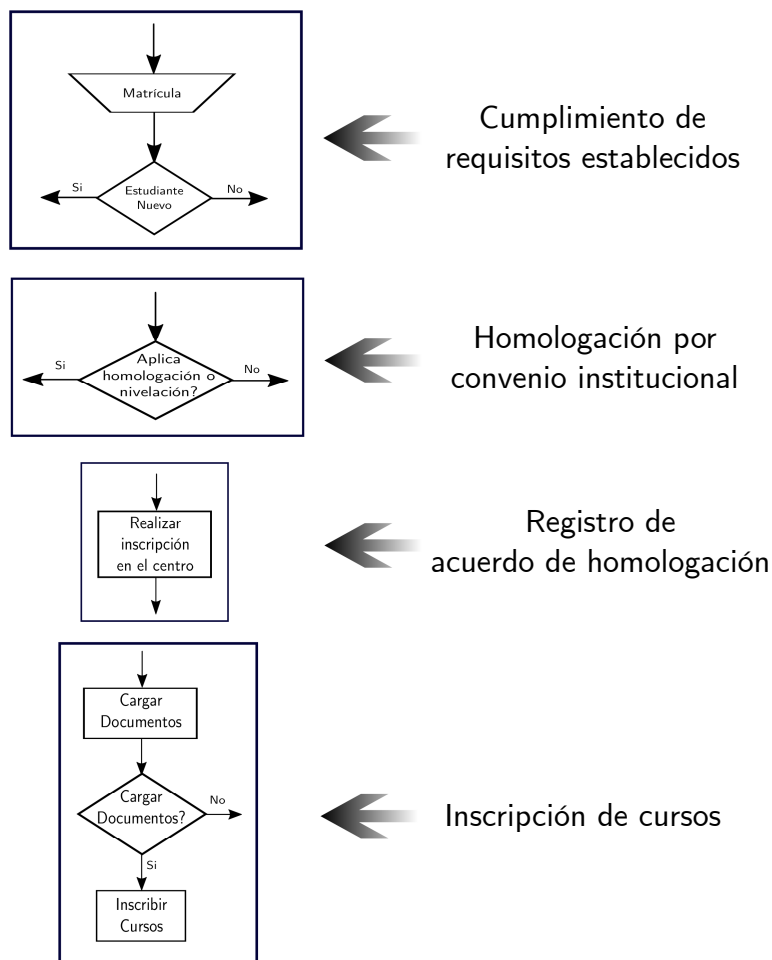 Matrícula
Estudiante
Nuevo
Si
No
Cumplimiento de
requisitos establecidos
Aplica
homologación o
nivelación?
Si
No
Homologación por
convenio institucional
Realizar
inscripción
en el centro
Registro de
acuerdo de homologación
Cargar
Documentos
Cargar
Documentos?
No
Si
Inscribir
Cursos
Inscripción de cursos